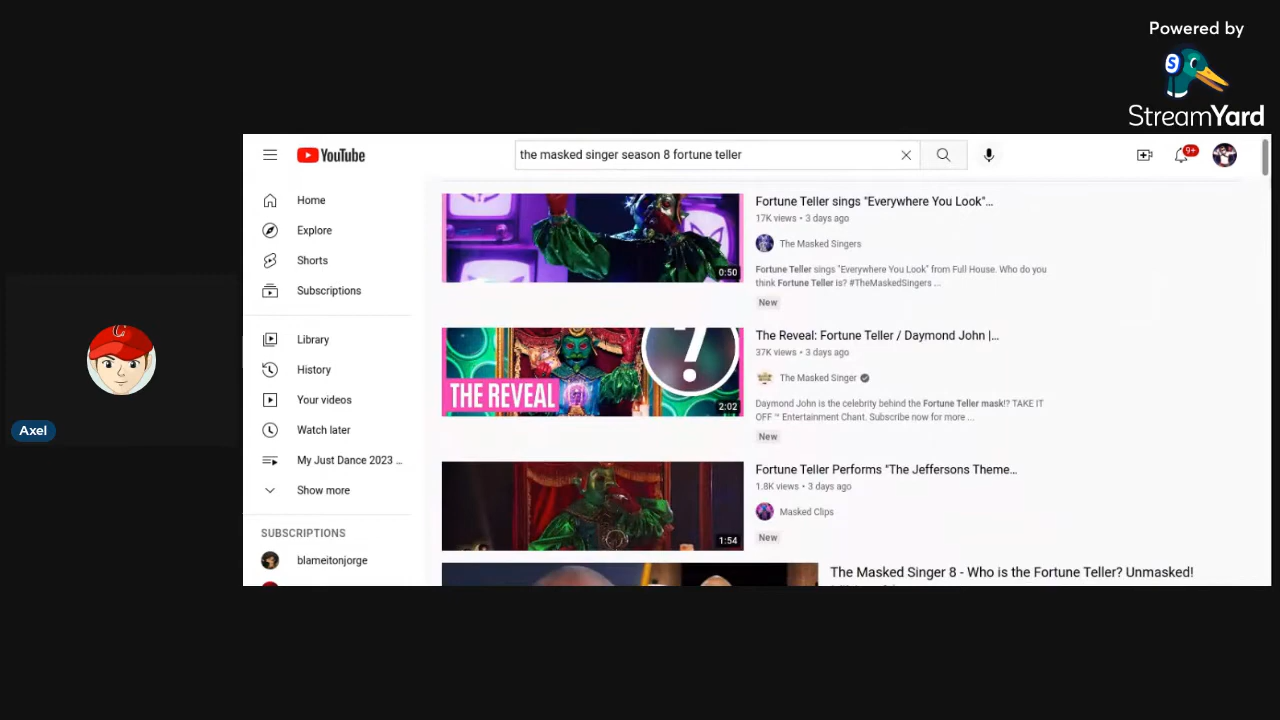 Powered by
S
StreamYard
YouTube
the masked singer season 8 fortune teller
9+
Home
Explore
Shorts
Subscriptions
Library
History
Your videos
Watch later
My Just Dance 2023 ...
Show more
SUBSCRIPTIONS
blameitonjorge
0:50
Fortune Teller sings "Everywhere You Look"...
17K views • 3 days ago
The Masked Singers
Fortune Teller sings "Everywhere You Look" from Full House. Who do you
think Fortune Teller is? #TheMaskedSingers ...
New
?
THE REVEAL
2:02
The Reveal: Fortune Teller / Daymond John |...
37K views • 3 days ago
The Masked Singer
Daymond John is the celebrity behind the Fortune Teller mask!? TAKE IT
OFF ™ Entertainment Chant. Subscribe now for more ...
New
1:54
Fortune Teller Performs "The Jeffersons Theme...
1.8K views • 3 days ago
Masked Clips
New
The Masked Singer 8 - Who is the Fortune Teller? Unmasked!
C
Axel